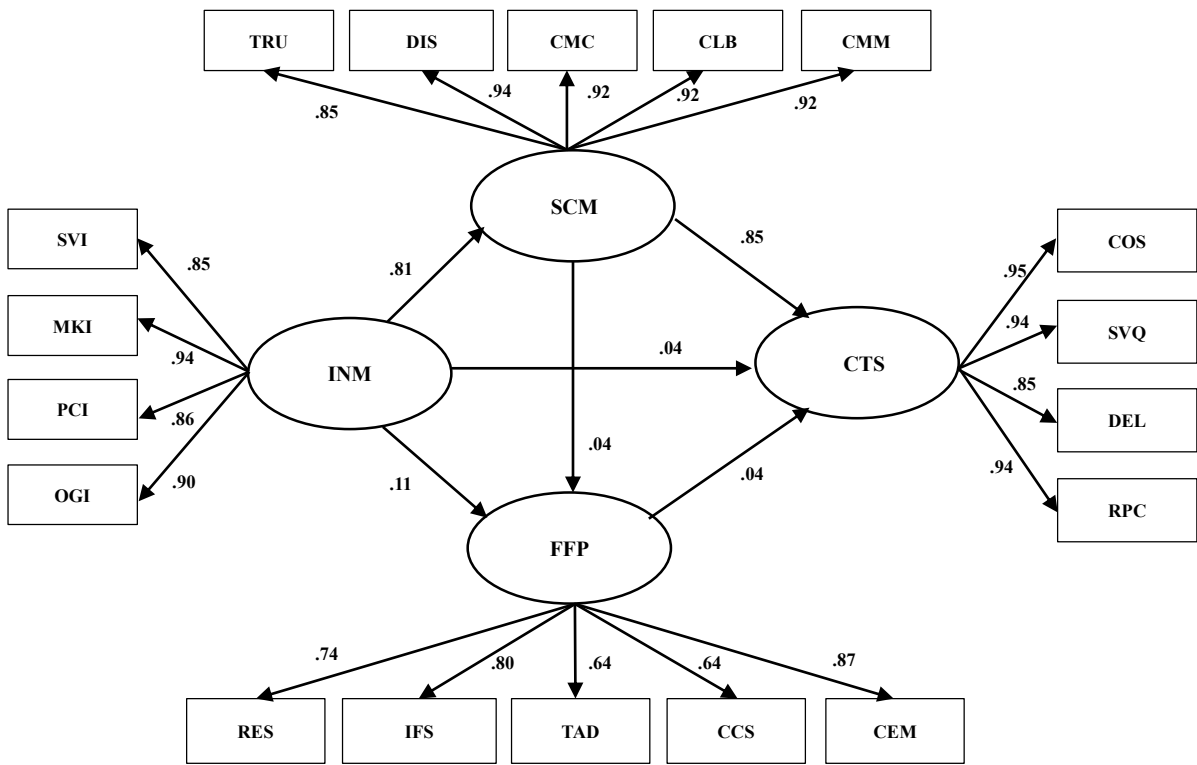 TRU DIS CMC CLB CMM
.85 .94 .92 .92 .92
SCM
SVI
.85
MKI
.94
PCI
.86
OGI
.90
INM
.81
.04
.11
.04
.85
.04
CTS
COS
.95
SVQ
.94
DEL
.85
RPC
.94
FFP
.74 .80 .64 .64 .87
RES IFS TAD CCS CEM